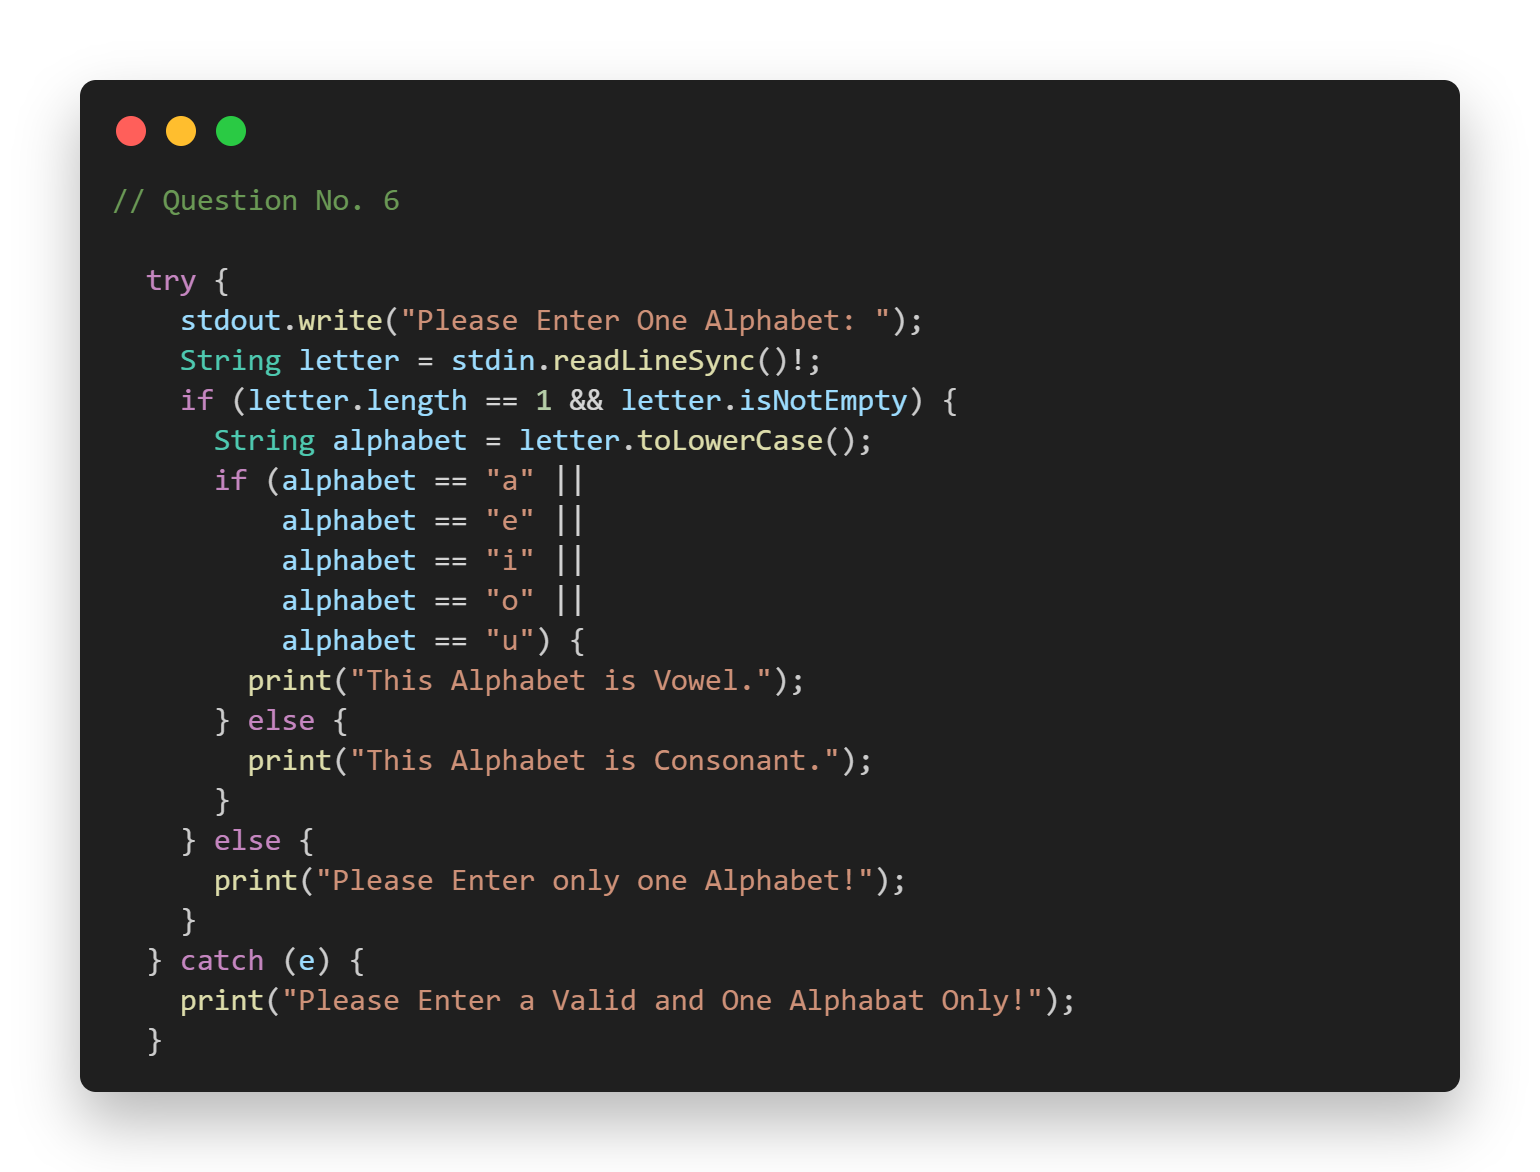 // Question No. 6
try {
stdout.write("Please Enter One Alphabet: ");
String letter = stdin.readLineSync()!;
if (letter.length == 1 && letter.isNotEmpty) {
String alphabet = letter.toLowerCase();
if (alphabet == "a" ||
alphabet == "e" ||
alphabet == "i" ||
alphabet == "o" ||
alphabet == "u") {
print("This Alphabet is Vowel.");
} else {
print("This Alphabet is Consonant.");
}
} else {
print("Please Enter only one Alphabet!");
}
} catch (e) {
print("Please Enter a Valid and One Alphabat Only!");
}